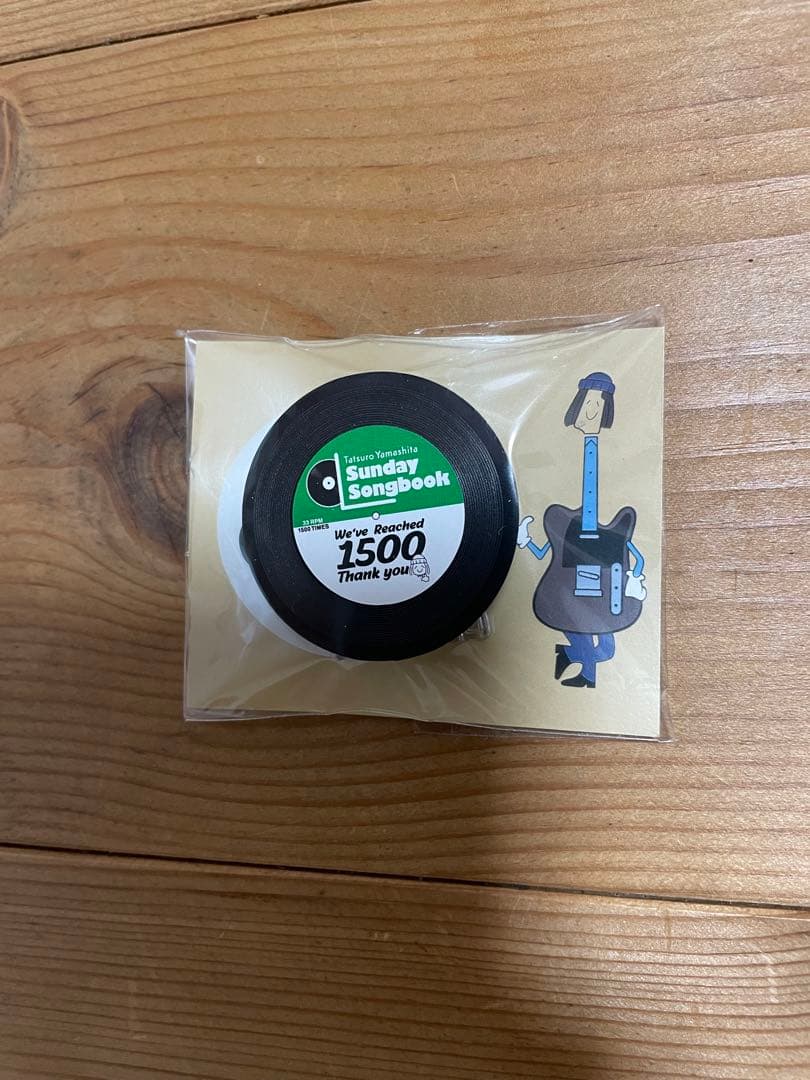 Tatsuro Yamashita
Sunday
Songbook
33 RPM
1500 TIMES
We've Reached
1500
Thank you